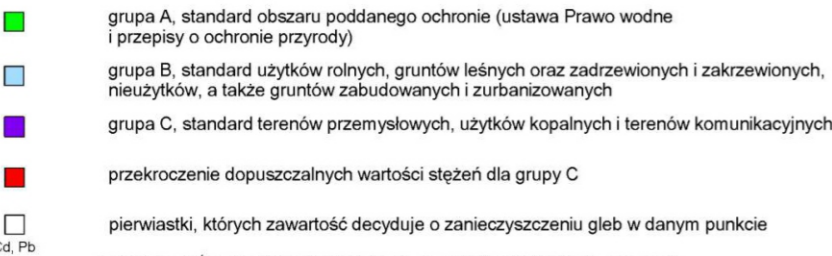 grupa A, standard obszaru poddanego ochronie (ustawa Prawo wodne
i przepisy o ochronie przyrody)
grupa B, standard użytków rolnych, gruntów leśnych oraz zadrzewionych i zakrzewionych,
nieużytków, a także gruntów zabudowanych i zurbanizowanych
grupa C, standard terenów przemysłowych, użytków kopalnych i terenów komunikacyjnych
przekroczenie dopuszczalnych wartości stężeń dla grupy C
pierwiastki, których zawartość decyduje o zanieczyszczeniu gleb w danym punkcie
Cd, Pb